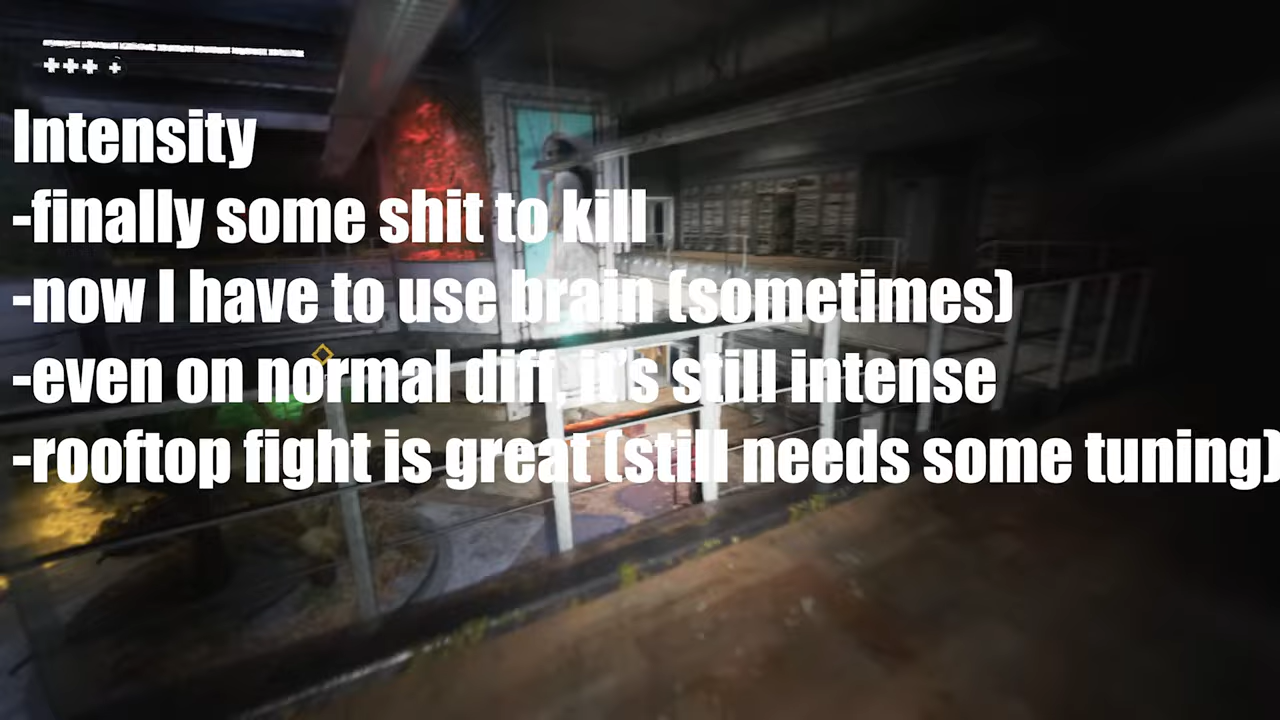 Intensity
-finally some shit to kill
-now I have to use brain (sometimes)
-even on normal diff, it's still intense
-rooftop fight is great (still needs some tuning)